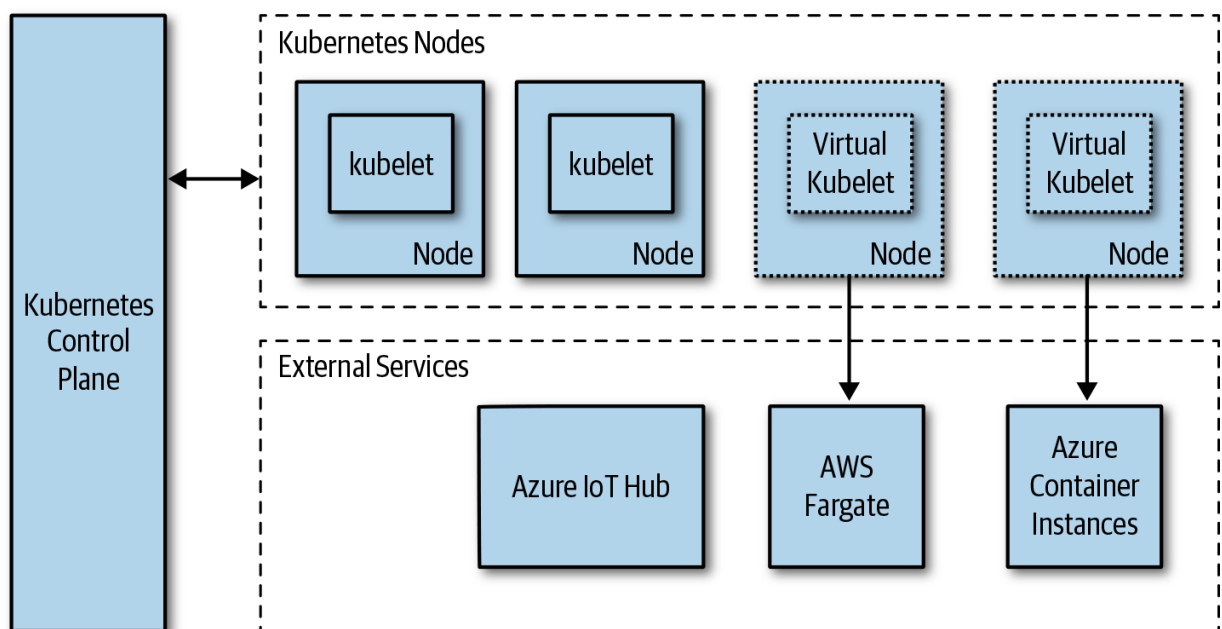 Kubernetes
Control
Plane
Kubernetes Nodes
kubelet
Node
kubelet
Node
Virtual
Kubelet
Node
Virtual
Kubelet
Node
External Services
Azure IoT Hub
AWS
Fargate
Azure
Container
Instances